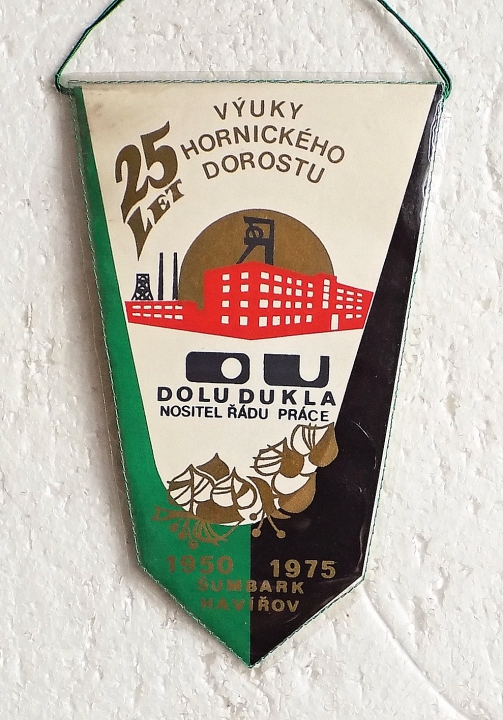 25 LET
VÝUKY
HORNICKÉHO
DOROSTU
OU
DOLU DUKLA
NOSITEL ŘÁDU PRÁCE
1950 1975
ŠUMBARK
HAVÍŘOV